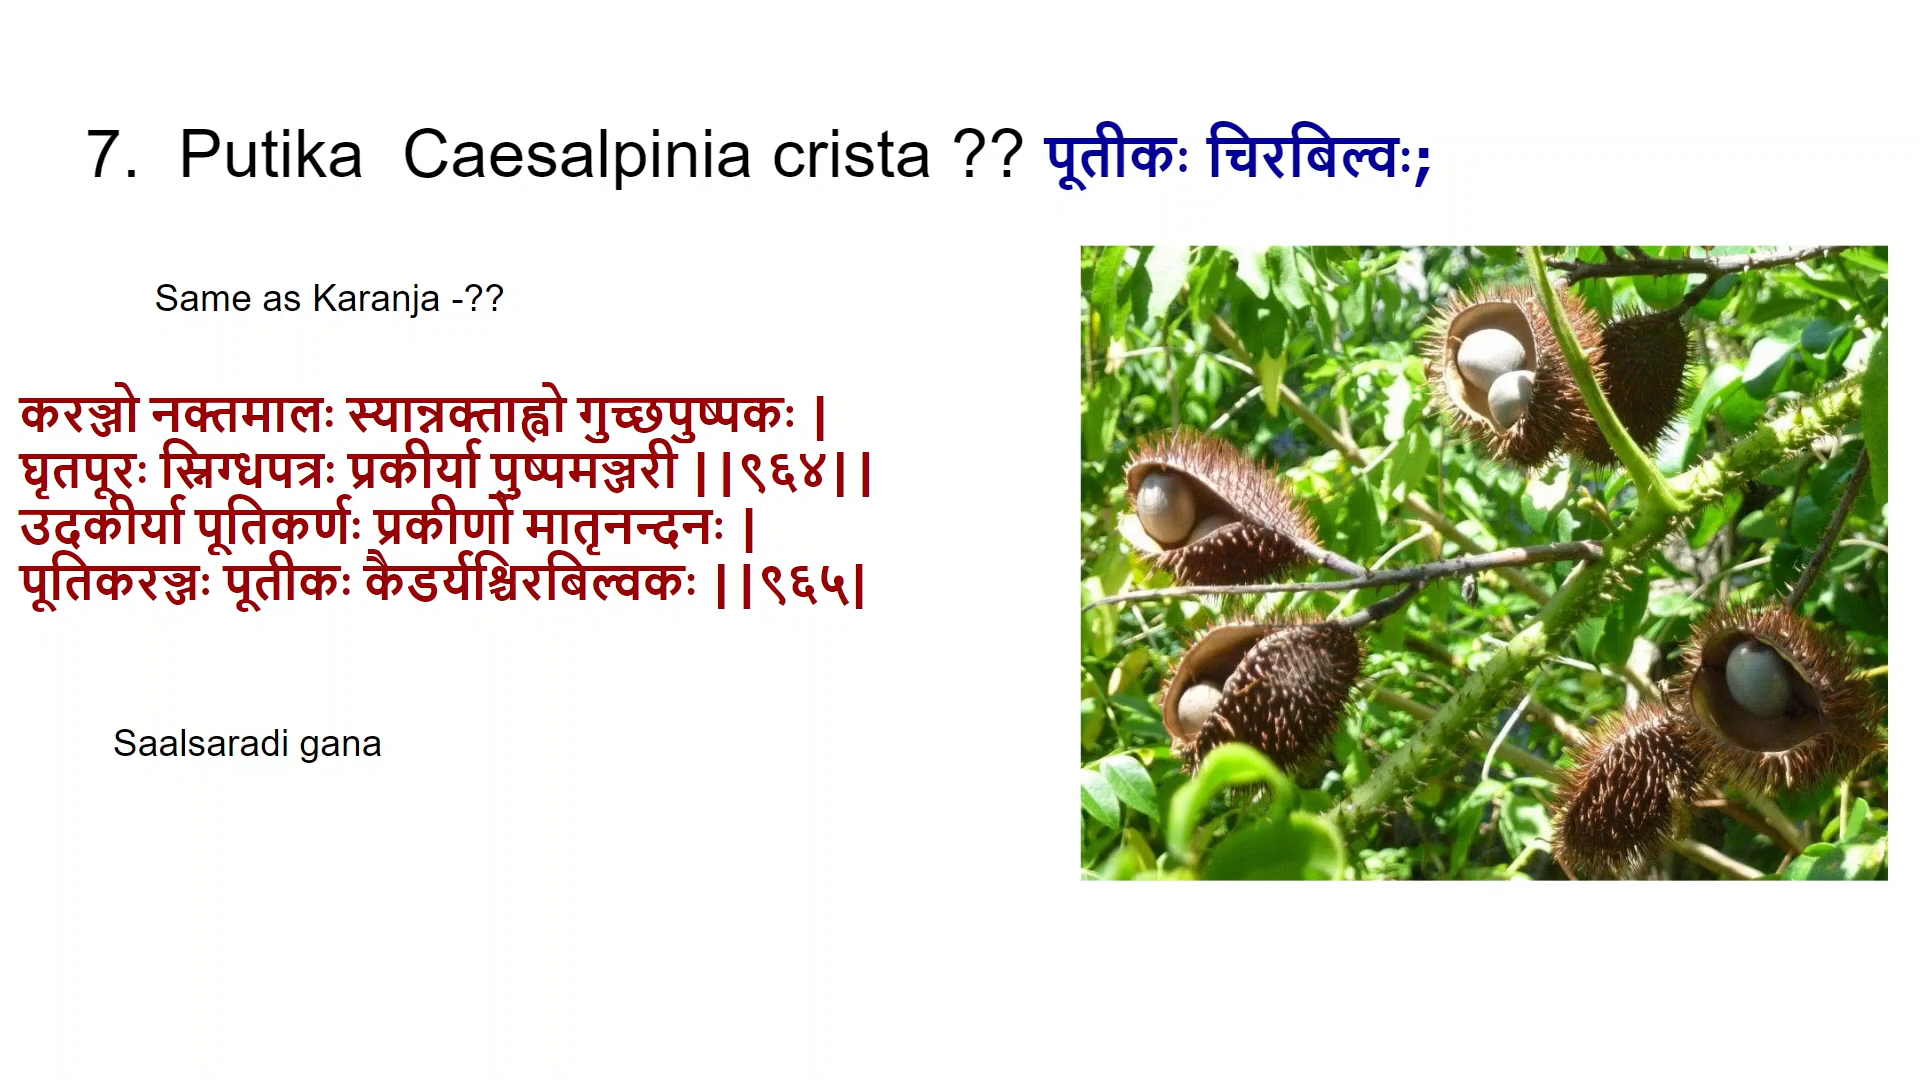 7. Putika Caesalpinia crista ?? पूतीकः चिरबिल्वः;
Same as Karanja -??
करञ्जो नक्तमालः स्यान्नक्ताह्वो गुच्छपुष्पकः |
घृतपूरः स्निग्धपत्रः प्रकीर्या पुष्पमञ्जरी ||९६४||
उदकीर्या पूतिकर्णः प्रकीर्णो मातृनन्दनः |
पूतिकरञ्जः पूतीकः कैडर्यश्चिरबिल्वकः ||९६५|
Saalsaradi gana